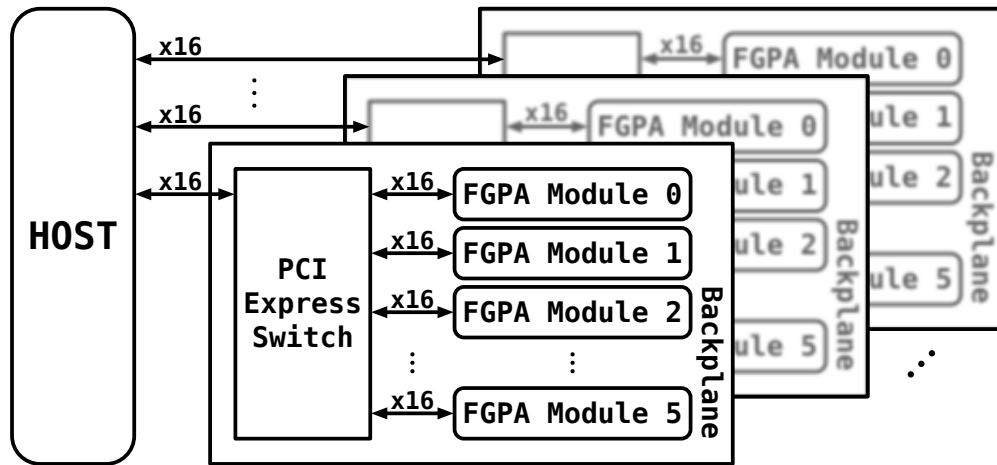 HOST
x16
x16
x16
x16
FGPA Module 0
Backplane
x16
FGPA Module 0
ule 1
ule 2
ule 5
Backplane
PCI
Express
Switch
x16
FGPA Module 0
x16
FGPA Module 1
x16
FGPA Module 2
x16
FGPA Module 5
Backplane
ule 1
ule 2
ule 5